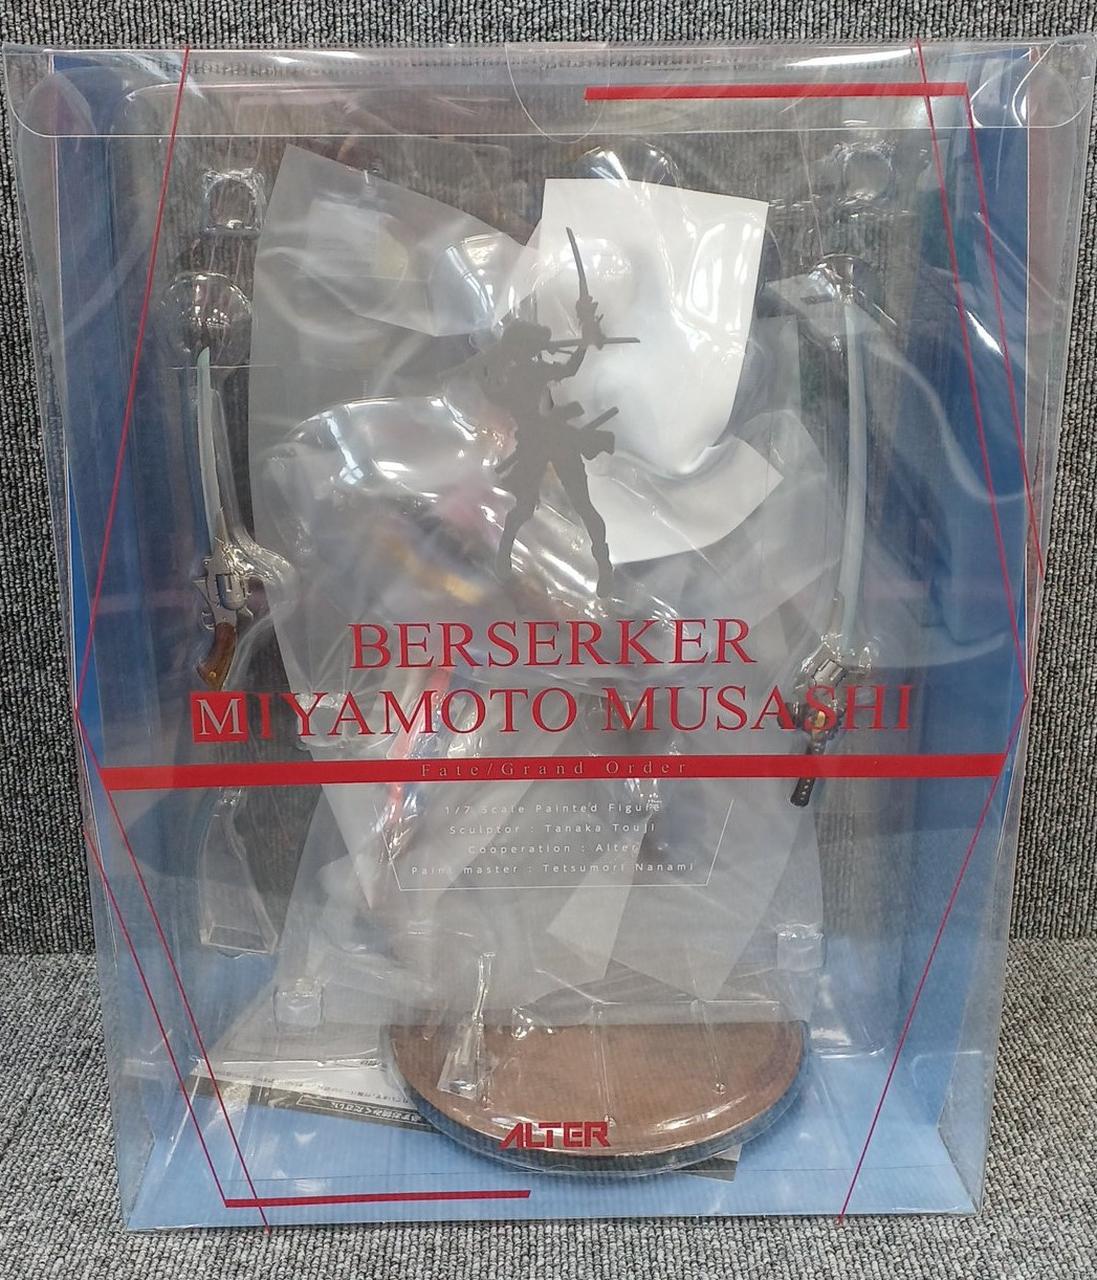 BERSERKER
MIYAMOTO MUSASHI
Fate/Grand Order
1/7 Scale Painted Figure
Sculptor : Tanaka Touji
Cooperation : Alter
Paint master : Tetsumori Nanami
ALTER